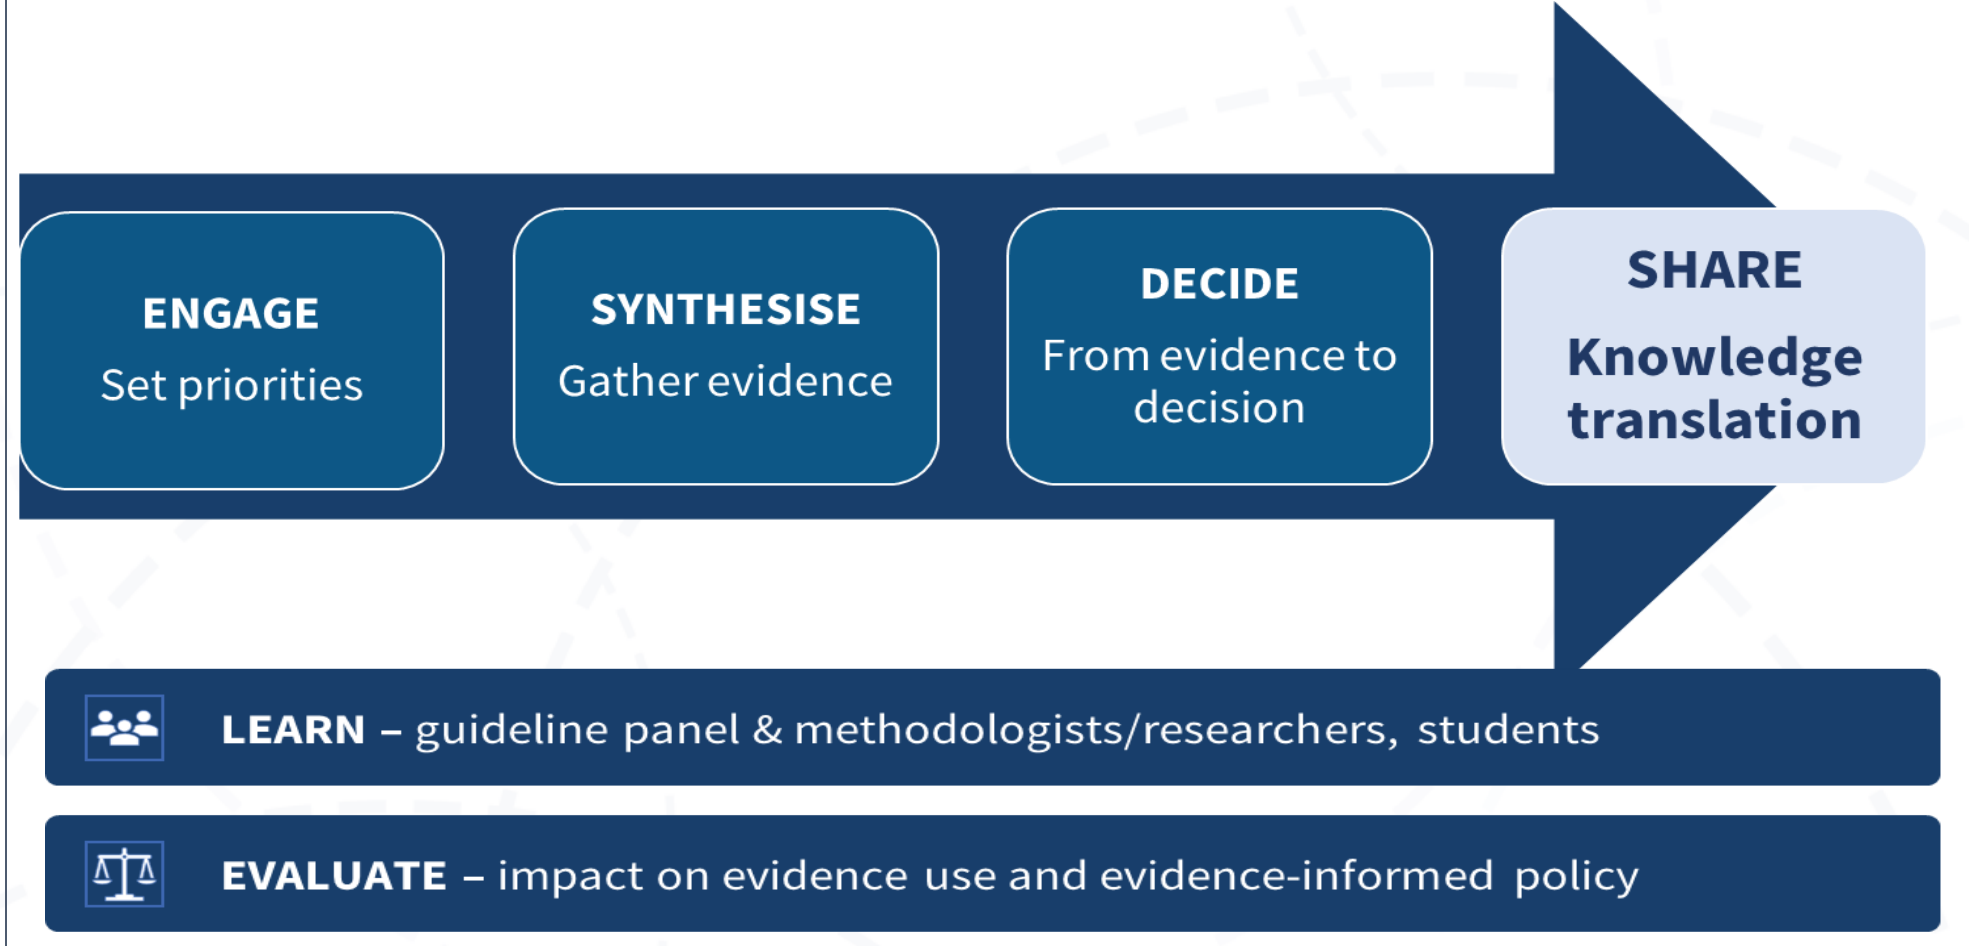 ENGAGE
Set priorities
SYNTHESISE
Gather evidence
DECIDE
From evidence to
decision
SHARE
Knowledge
translation
LEARN – guideline panel & methodologists/researchers, students
EVALUATE – impact on evidence use and evidence-informed policy